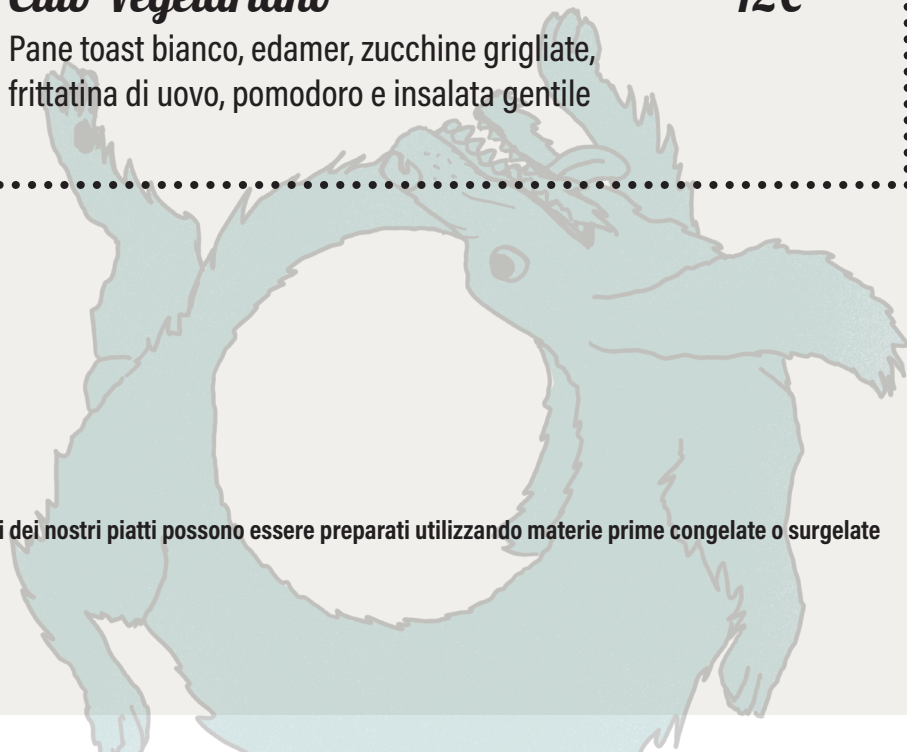 Club Vegetariano 12€
Pane toast bianco, edamer, zucchine grigliate,
frittatina di uovo, pomodoro e insalata gentile
i dei nostri piatti possono essere preparati utilizzando materie prime congelate o surgelate